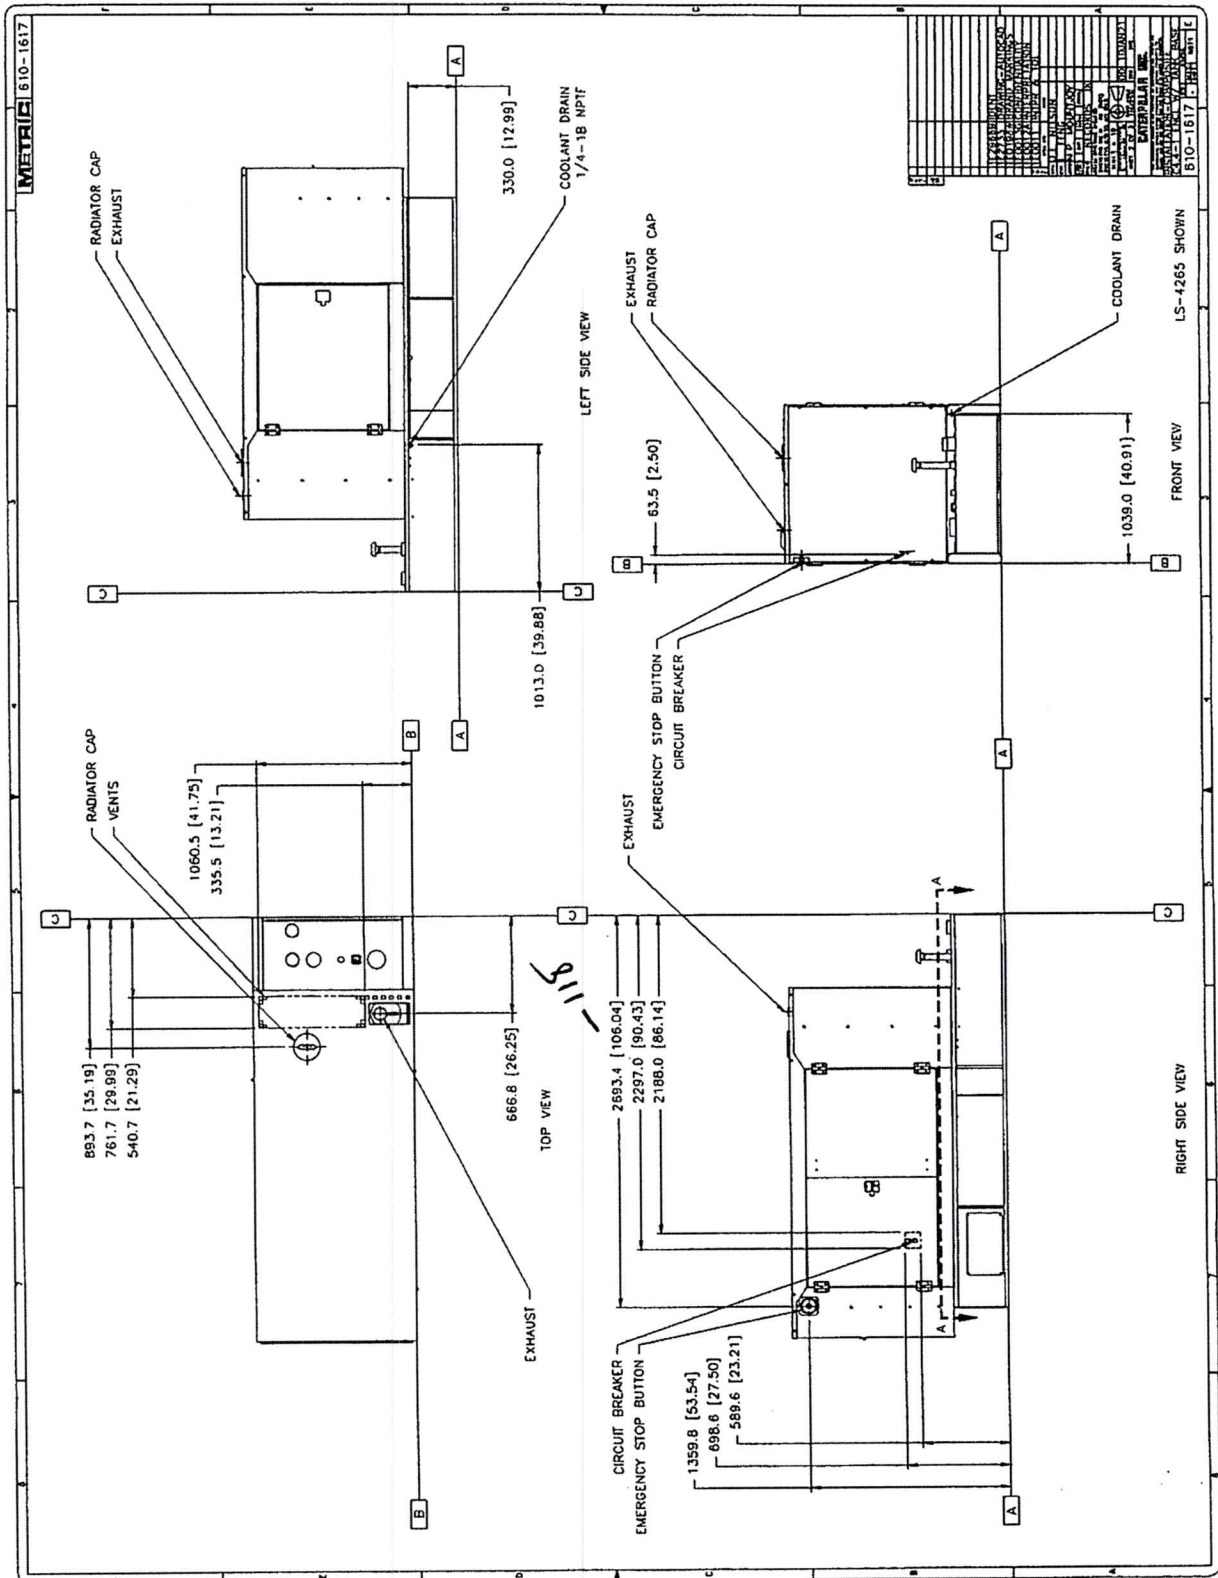 METRIC 610-1617
893.7 [35.19]
761.7 [29.99]
540.7 [21.29]
RADIATOR CAP
VENTS
1060.5 [41.75]
335.5 [13.21]
C
C
B
B
666.8 [26.25]
TOP VIEW
EXHAUST
RADIATOR CAP
EXHAUST
C
C
A
A
330.0 [12.99]
COOLANT DRAIN
1/4-18 NPTF
1013.0 [39.88]
LEFT SIDE VIEW
CIRCUIT BREAKER
EMERGENCY STOP BUTTON
2693.4 [106.04]
2297.0 [90.43]
2188.0 [86.14]
EXHAUST
1359.8 [53.54]
698.6 [27.50]
589.6 [23.21]
A
A
A
A
C
RIGHT SIDE VIEW
EMERGENCY STOP BUTTON
CIRCUIT BREAKER
63.5 [2.50]
EXHAUST
RADIATOR CAP
B
B
A
1039.0 [40.91]
COOLANT DRAIN
FRONT VIEW
LS-4265 SHOWN
CATERPILLAR INC.
610-1617